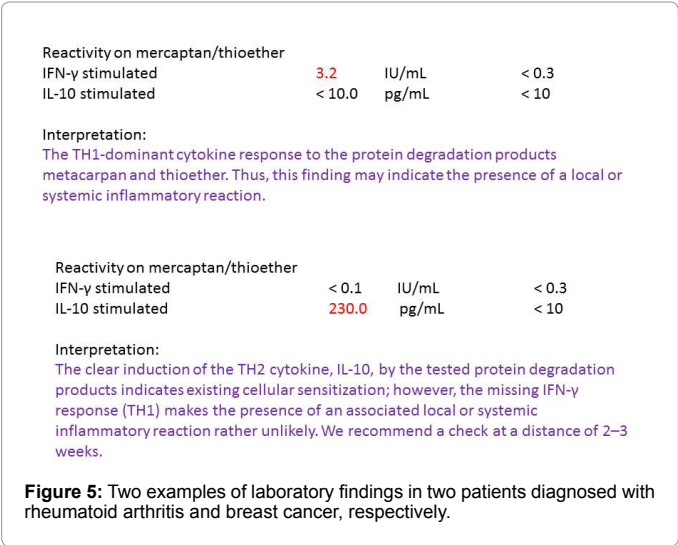 Reactivity on mercaptan/thioether
IFN-γ stimulated 3.2 IU/mL < 0.3
IL-10 stimulated < 10.0 pg/mL < 10
Interpretation:
The TH1-dominant cytokine response to the protein degradation products
metacarpan and thioether. Thus, this finding may indicate the presence of a local or
systemic inflammatory reaction.
Reactivity on mercaptan/thioether
IFN-γ stimulated < 0.1 IU/mL < 0.3
IL-10 stimulated 230.0 pg/mL < 10
Interpretation:
The clear induction of the TH2 cytokine, IL-10, by the tested protein degradation
products indicates existing cellular sensitization; however, the missing IFN-γ
response (TH1) makes the presence of an associated local or systemic
inflammatory reaction rather unlikely. We recommend a check at a distance of 2–3
weeks.
Figure 5: Two examples of laboratory findings in two patients diagnosed with
rheumatoid arthritis and breast cancer, respectively.